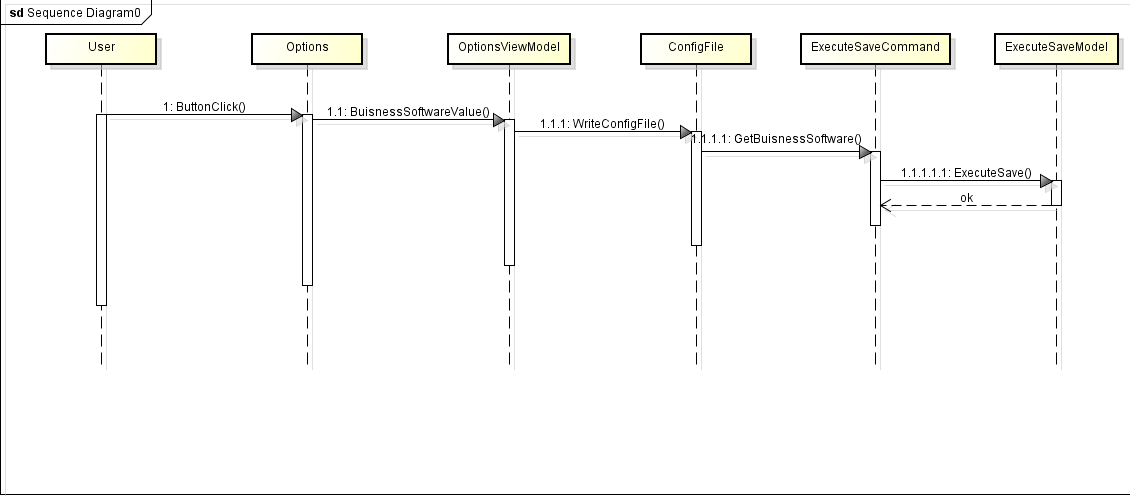 sd Sequence Diagram0
User Options OptionsViewModel ConfigFile ExecuteSaveCommand ExecuteSaveModel
1: ButtonClick()
1.1: BuisnessSoftwareValue()
1.1.1: WriteConfigFile()
1.1.1.1: GetBuisnessSoftware()
1.1.1.1.1: ExecuteSave()
ok